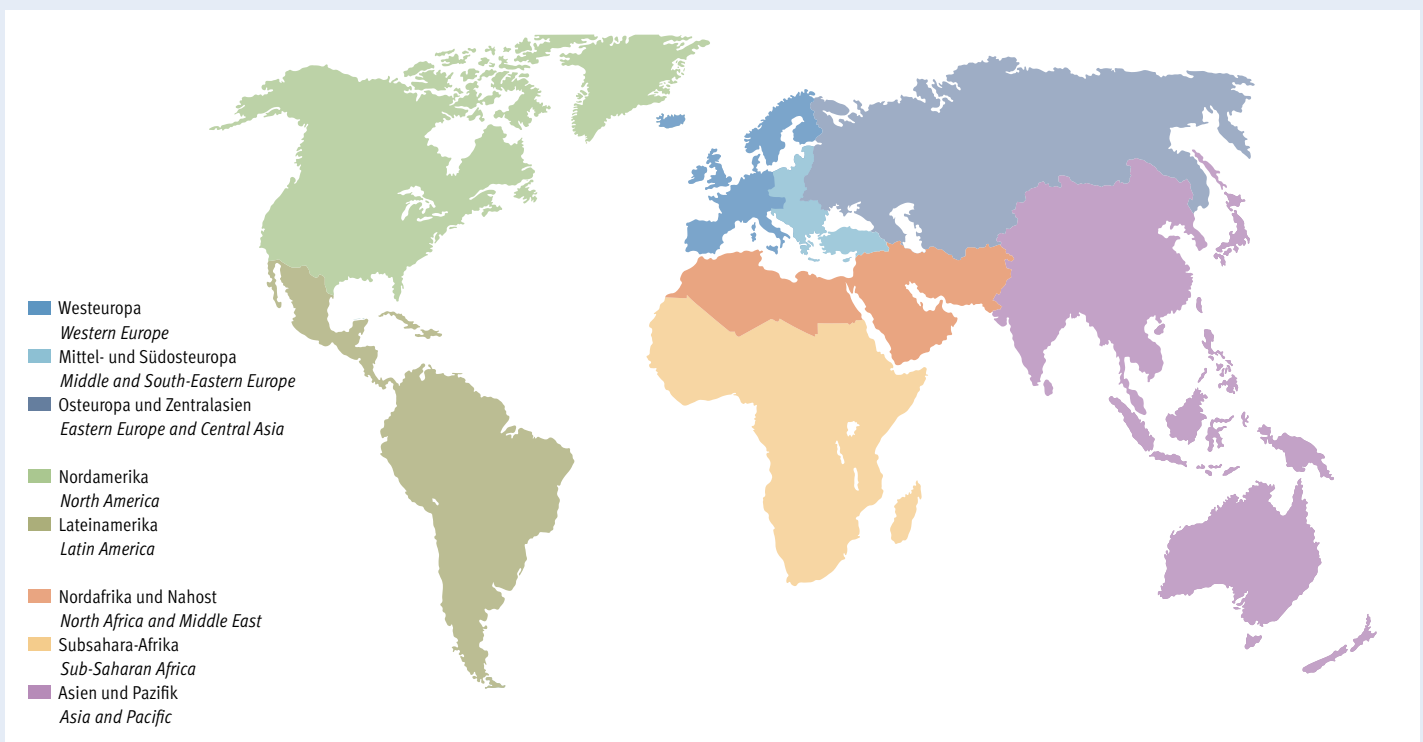 Westeuropa
Western Europe
Mittel- und Südosteuropa
Middle and South-Eastern Europe
Osteuropa und Zentralasien
Eastern Europe and Central Asia
Nordamerika
North America
Lateinamerika
Latin America
Nordafrika und Nahost
North Africa and Middle East
Subsahara-Afrika
Sub-Saharan Africa
Asien und Pazifik
Asia and Pacific